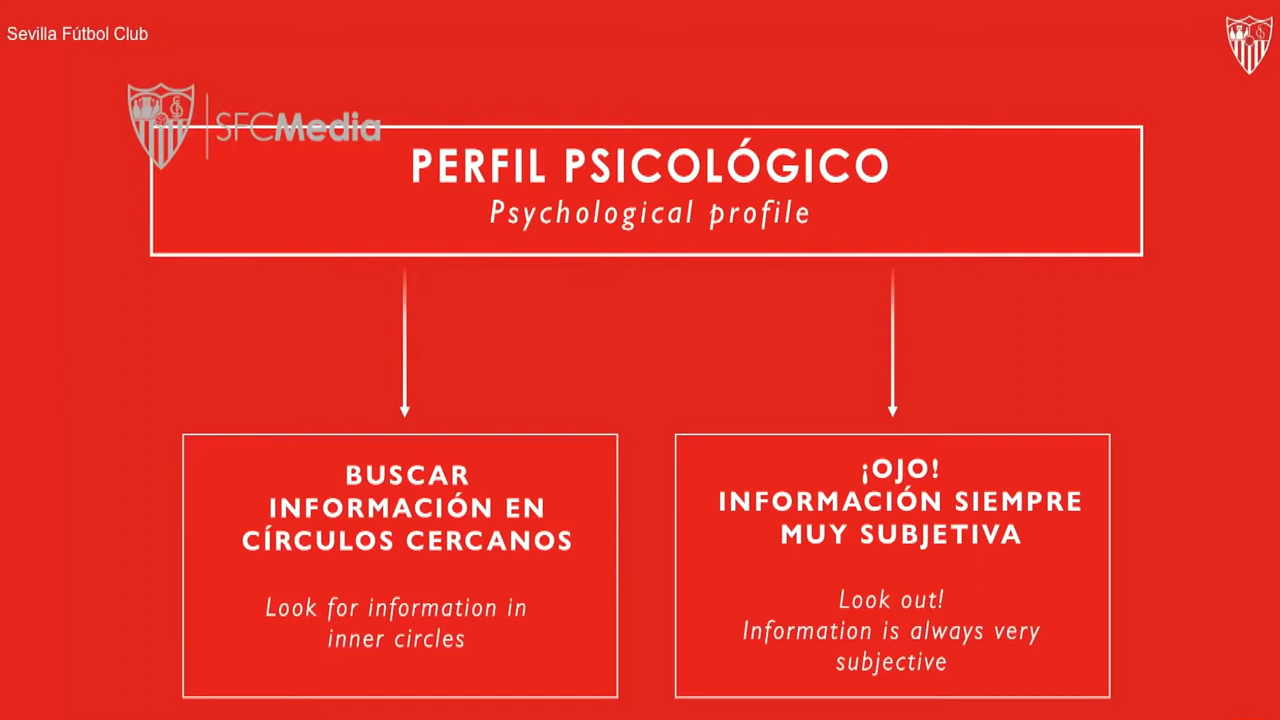 Sevilla Fútbol Club
SFCMedia
PERFIL PSICOLÓGICO
Psychological profile
BUSCAR
INFORMACIÓN EN
CÍRCULOS CERCANOS
Look for information in
inner circles
¡OJO!
INFORMACIÓN SIEMPRE
MUY SUBJETIVA
Look out!
Information is always very
subjective